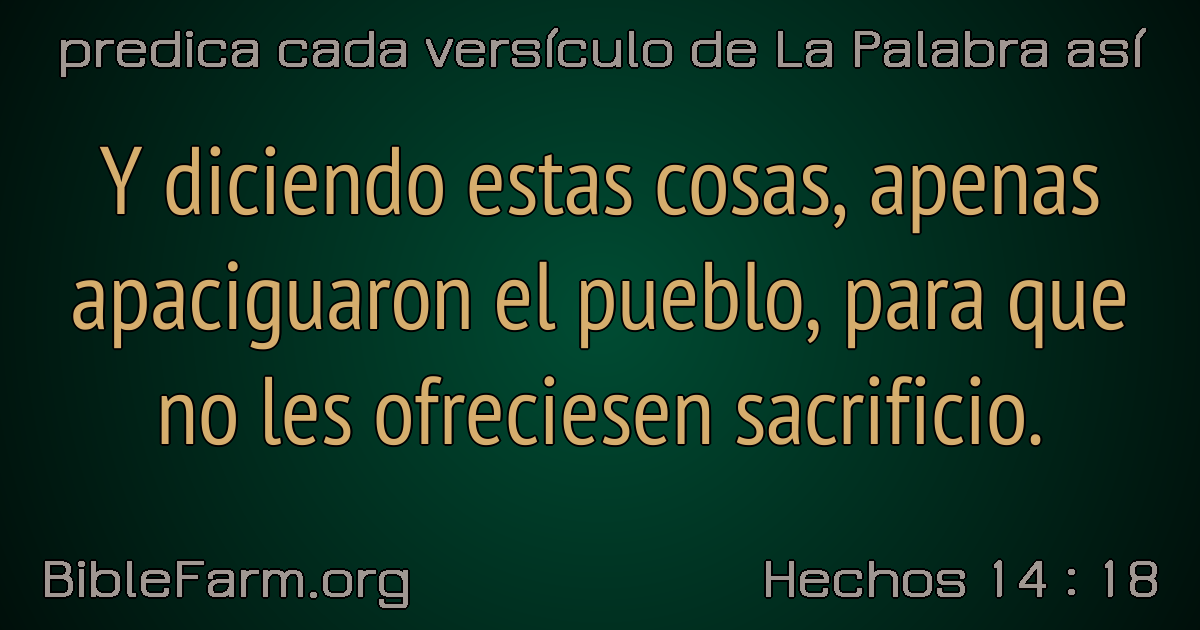 predica cada versículo de La Palabra así
Y diciendo estas cosas, apenas
apaciguaron el pueblo, para que
no les ofreciesen sacrificio.
BibleFarm.org
Hechos 14 : 18